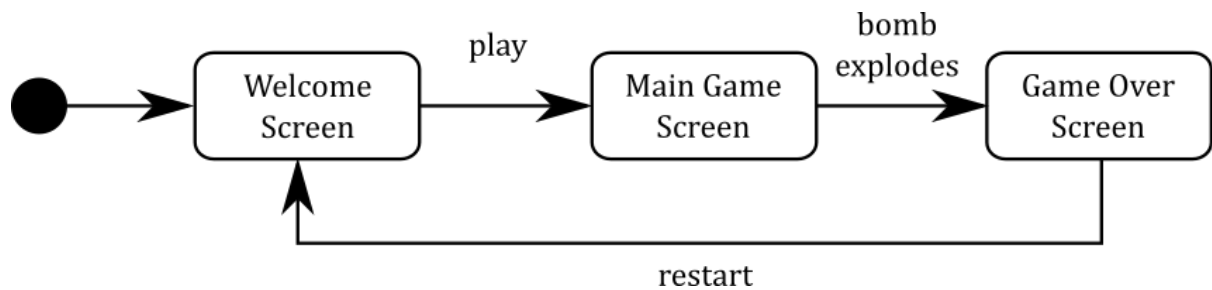 Welcome
Screen
play
Main Game
Screen
bomb
explodes
Game Over
Screen
restart